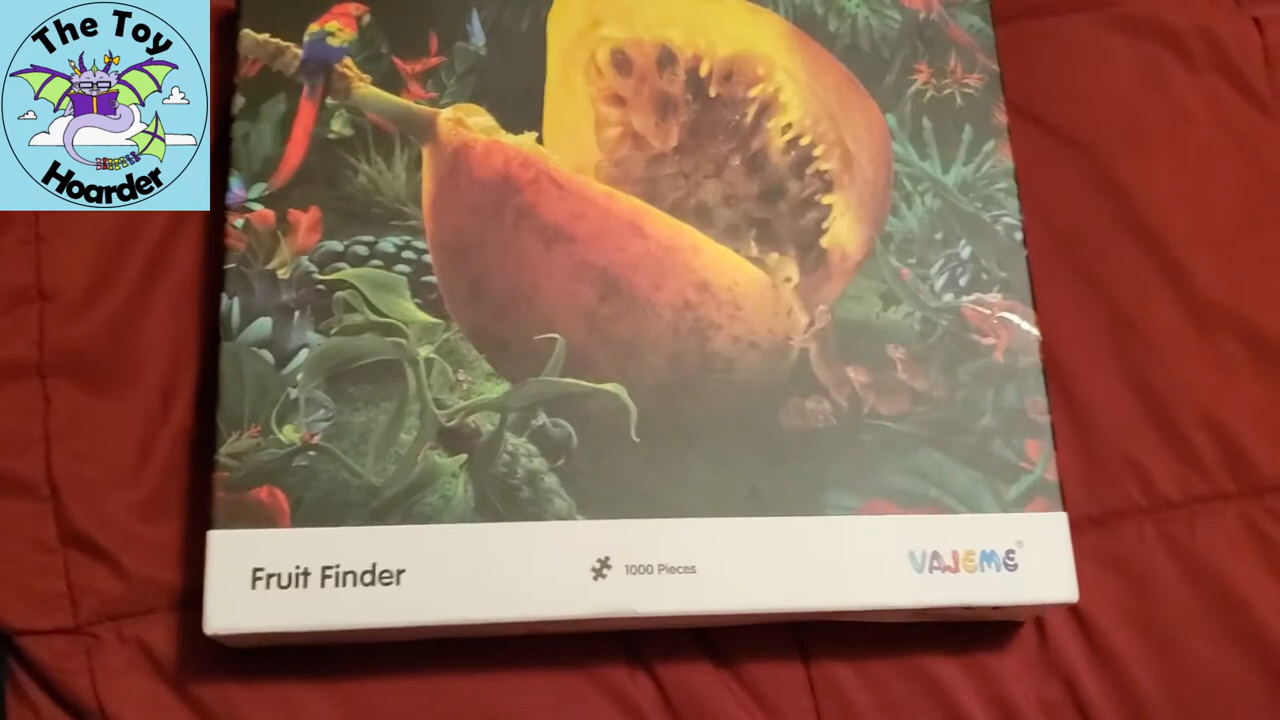 The Toy
Hoarder
Fruit Finder
1000 Pieces
VAJEME®